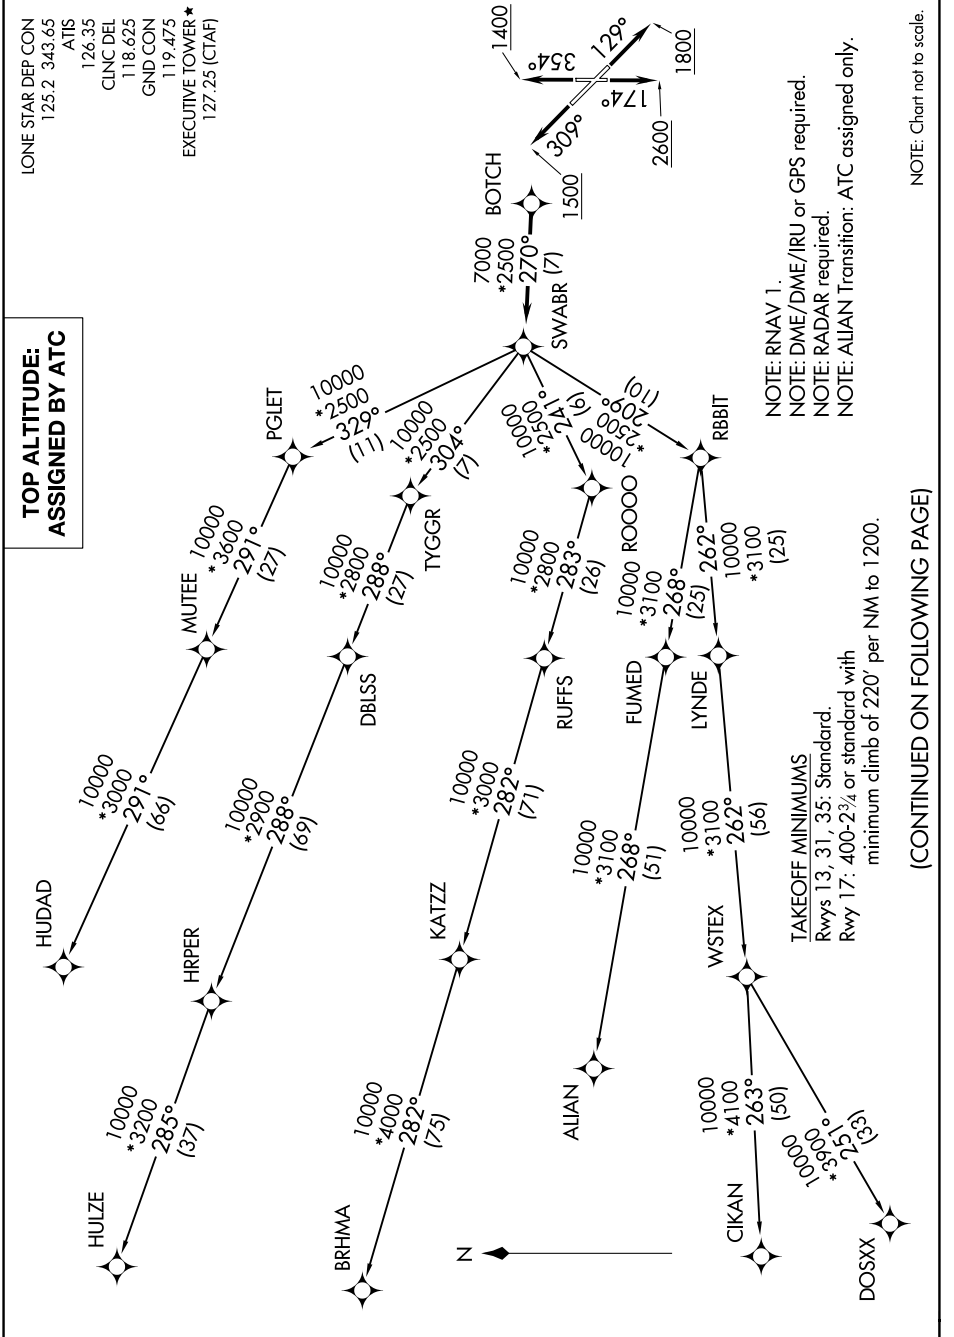 LONE STAR DEP CON
125.2 343.65
ATIS
126.35
CLNC DEL
118.625
GND CON
119.475
EXECUTIVE TOWER★
127.25 (CTAF)
TOP ALTITUDE:
ASSIGNED BY ATC
1400
354°
129°
1800
174°
2600
309°
1500
BOTCH
7000
*2500
270°
(7)
SWABR
10000
*2500
329°
(11)
PGLET
10000
*3600
291°
(27)
MUTEE
10000
*3000
291°
(66)
HUDAD
10000
*2500
304°
(7)
TYGGR
10000
*2800
288°
(27)
DBLSS
10000
*2900
288°
(69)
HRPER
10000
*3200
285°
(37)
HULZE
10000
*2500
241°
(9)
ROOOO
10000
*2800
283°
(26)
RUFFS
10000
*3000
282°
(71)
KATZZ
10000
*4000
282°
(75)
BRHMA
10000
*2500
209°
(10)
RBBIT
10000
*3100
268°
(25)
FUMED
10000
*3100
268°
(51)
ALIAN
262°
10000
*3100
(25)
LYNDE
10000
*3100
262°
(56)
WSTEX
10000
*4100
263°
(50)
CIKAN
10000
*3900
251°
(33)
DOSXX
N
NOTE: RNAV 1.
NOTE: DME/DME/IRU or GPS required.
NOTE: RADAR required.
NOTE: ALIAN Transition: ATC assigned only.
TAKEOFF MINIMUMS
Rwys 13, 31, 35: Standard.
Rwy 17: 400-2¾ or standard with
minimum climb of 220' per NM to 1200.
(CONTINUED ON FOLLOWING PAGE)
NOTE: Chart not to scale.